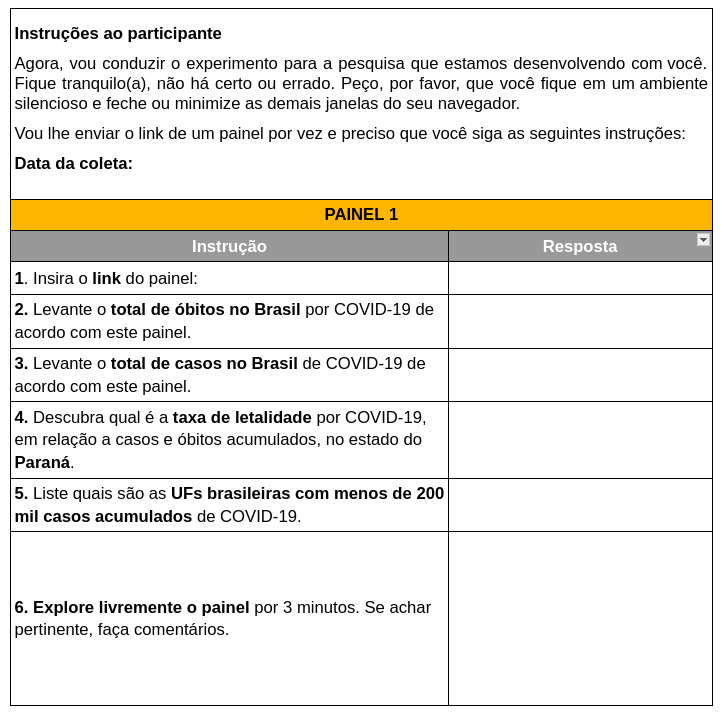 Instruções ao participante
Agora, vou conduzir o experimento para a pesquisa que estamos desenvolvendo com você.
Fique tranquilo(a), não há certo ou errado. Peço, por favor, que você fique em um ambiente
silencioso e feche ou minimize as demais janelas do seu navegador.
Vou lhe enviar o link de um painel por vez e preciso que você siga as seguintes instruções:
Data da coleta:
PAINEL 1
Instrução
Resposta
1. Insira o link do painel:
2. Levante o total de óbitos no Brasil por COVID-19 de
acordo com este painel.
3. Levante o total de casos no Brasil de COVID-19 de
acordo com este painel.
4. Descubra qual é a taxa de letalidade por COVID-19,
em relação a casos e óbitos acumulados, no estado do
Paraná.
5. Liste quais são as UFs brasileiras com menos de 200
mil casos acumulados de COVID-19.
6. Explore livremente o painel por 3 minutos. Se achar
pertinente, faça comentários.